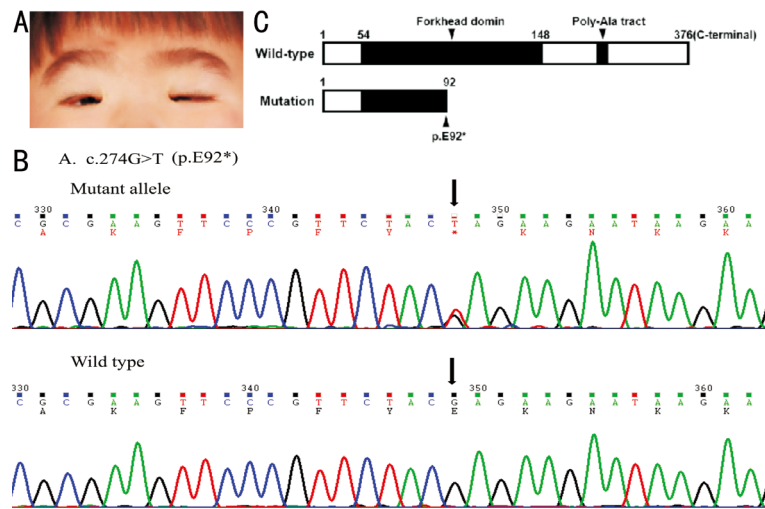 A
C
Forkhead domin
Poly-Ala tract
1 54 148 376(C-terminal)
Wild-type
1 92
Mutation
p.E92*
B
A. c.274G>T (p.E92*)
Mutant allele
330 340 350 360
C G C G A A G T T C C C G T T C T A C T A G A A G A A T A A G A A
A K F P F Y * K N K K
Wild type
330 340 350 360
C G C G A A G T T C C C G T T C T A C G A G A A G A A T A A G A A
A K F P F Y E K N K K